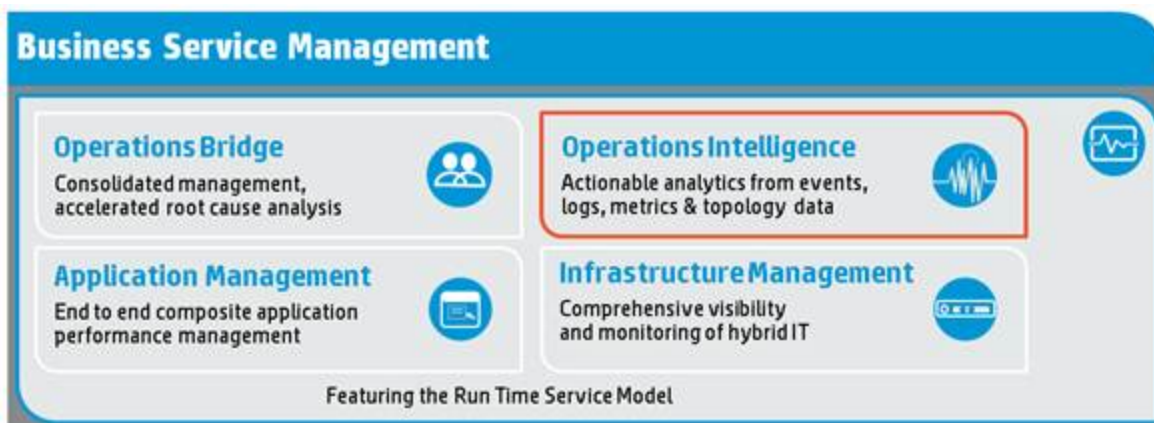 Business Service Management
Operations Bridge
Consolidated management,
accelerated root cause analysis
Operations Intelligence
Actionable analytics from events,
logs, metrics & topology data
Application Management
End to end composite application
performance management
Infrastructure Management
Comprehensive visibility
and monitoring of hybrid IT
Featuring the Run Time Service Model